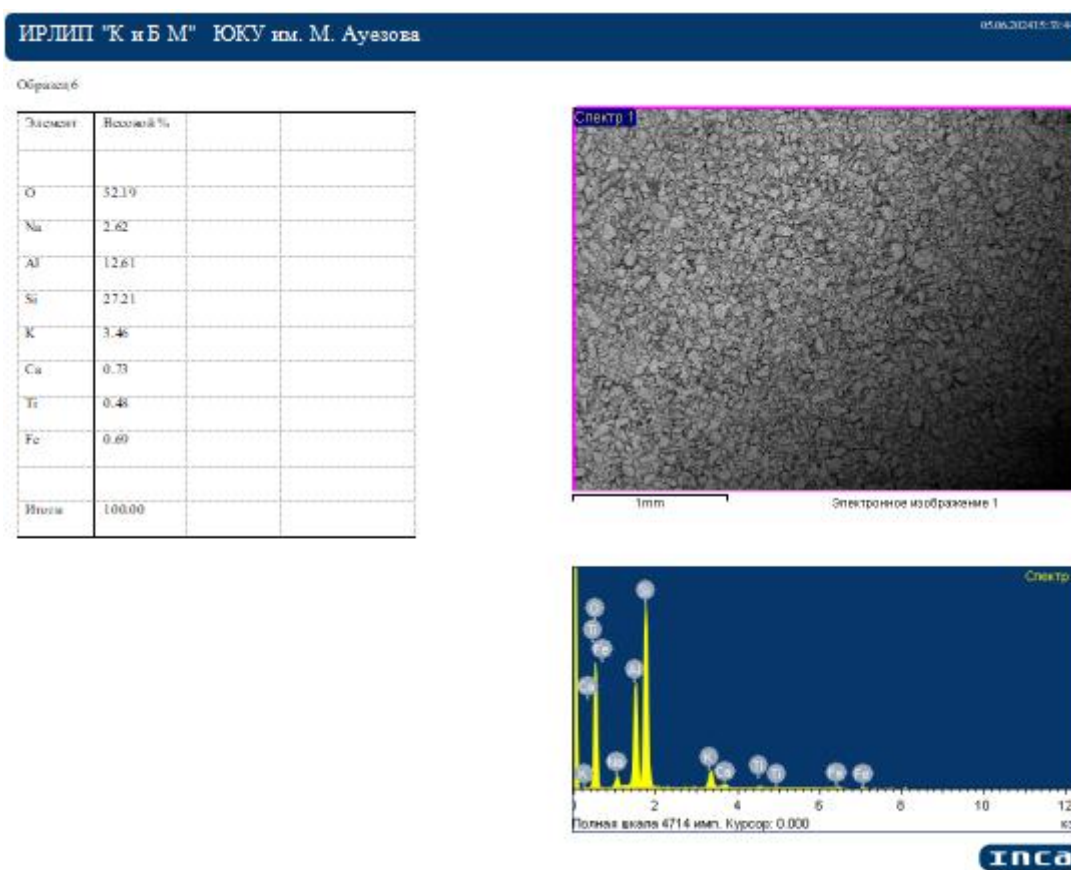 ИРЛИП "К и Б М" ЮКУ им. М. Ауезова
Образец 6
Элемент Весовой %
O 52.19
Na 2.62
Al 12.61
Si 27.21
K 3.46
Ca 0.73
Ti 0.48
Fe 0.69
Итоги 100.00
Спектр 1
1mm Электронное изображение 1
Спектр
Si
O
Ti
Fe
Al
Ca
Na
K
K
Ca
Ti
Ti
Fe
Fe
2 4 6 8 10 12
Полная шкала 4714 имп. Курсор: 0.000
INCA